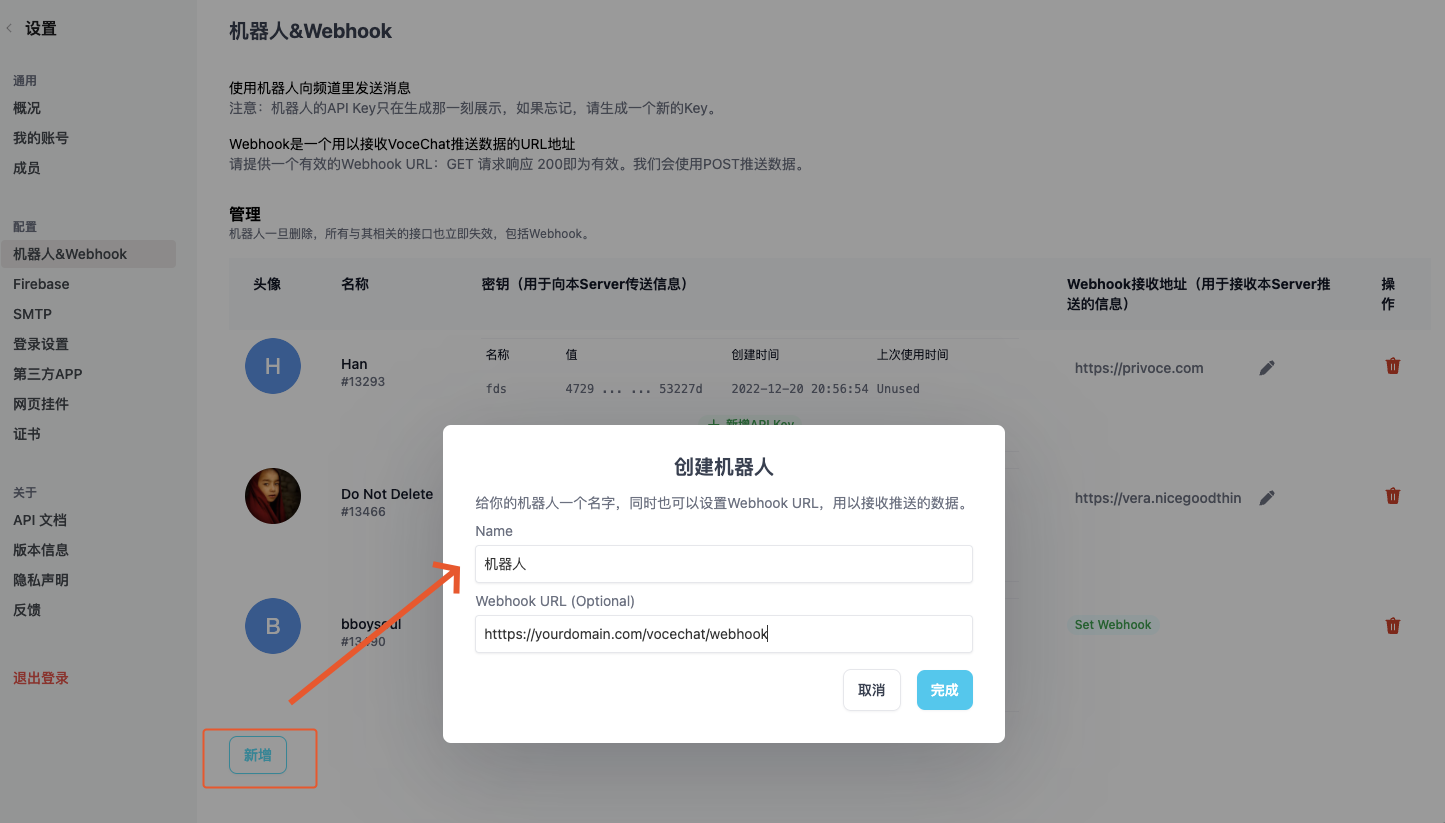 设置
通用
概况
我的账号
成员
配置
机器人&Webhook
Firebase
SMTP
登录设置
第三方APP
网页挂件
证书
关于
API 文档
版本信息
隐私声明
反馈
退出登录
机器人&Webhook
使用机器人向频道里发送消息
注意：机器人的API Key只在生成那一刻展示，如果忘记，请生成一个新的Key。
Webhook是一个用以接收VoceChat推送数据的URL地址
请提供一个有效的Webhook URL：GET 请求响应 200即为有效。我们会使用POST推送数据。
管理
机器人一旦删除，所有与其相关的接口也立即失效，包括Webhook。
头像 名称 密钥（用于向本Server传送信息） Webhook接收地址（用于接收本Server推送的信息） 操作
名称 值 创建时间 上次使用时间
H Han https://privoce.com
#13293
fds 4729 ... ... 53227d 2022-12-20 20:56:54 Unused
+ 新增API Key
Do Not Delete https://vera.nicegoodthin
#13466
B bboysoul Set Webhook
#13490
新增
创建机器人
给你的机器人一个名字，同时也可以设置Webhook URL，用以接收推送的数据。
Name
机器人
Webhook URL (Optional)
htttps://yourdomain.com/vocechat/webhook
取消 完成